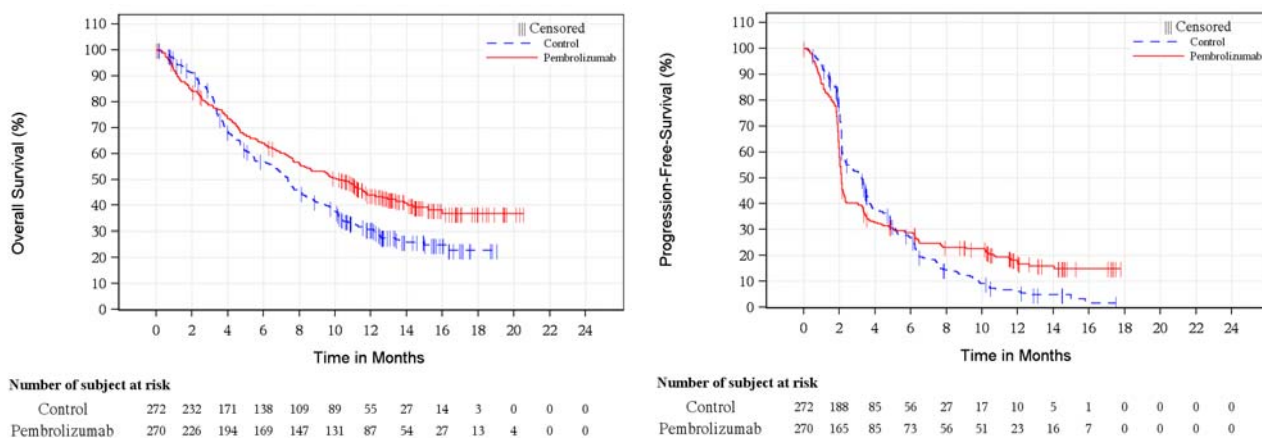 110
100
90
80
70
60
50
40
30
20
10
0
Overall Survival (%)
Censored
Control
Pembrolizumab
0 2 4 6 8 10 12 14 16 18 20 22 24
Time in Months
Number of subject at risk
Control 272 232 171 138 109 89 55 27 14 3 0 0 0
Pembrolizumab 270 226 194 169 147 131 87 54 27 13 4 0 0
110
100
90
80
70
60
50
40
30
20
10
0
Progression-Free-Survival (%)
Censored
Control
Pembrolizumab
0 2 4 6 8 10 12 14 16 18 20 22 24
Time in Months
Number of subject at risk
Control 272 188 85 56 27 17 10 5 1 0 0 0 0
Pembrolizumab 270 165 85 73 56 51 23 16 7 0 0 0 0